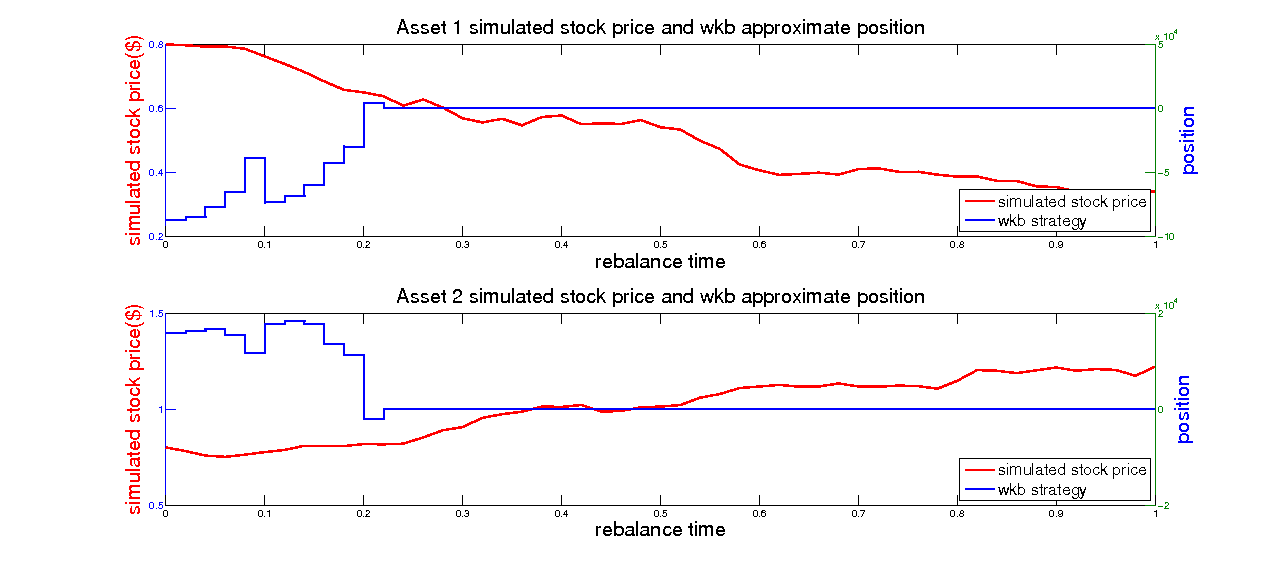 Asset 1 simulated stock price and wkb approximate position
x 10^4
simulated stock price($)
0.8
0.6
0.4
0.2
5
0
-5
-10
position
simulated stock price
wkb strategy
0 0.1 0.2 0.3 0.4 0.5 0.6 0.7 0.8 0.9 1
rebalance time
Asset 2 simulated stock price and wkb approximate position
x 10^4
simulated stock price($)
1.5
1
0.5
2
0
-2
position
simulated stock price
wkb strategy
0 0.1 0.2 0.3 0.4 0.5 0.6 0.7 0.8 0.9 1
rebalance time